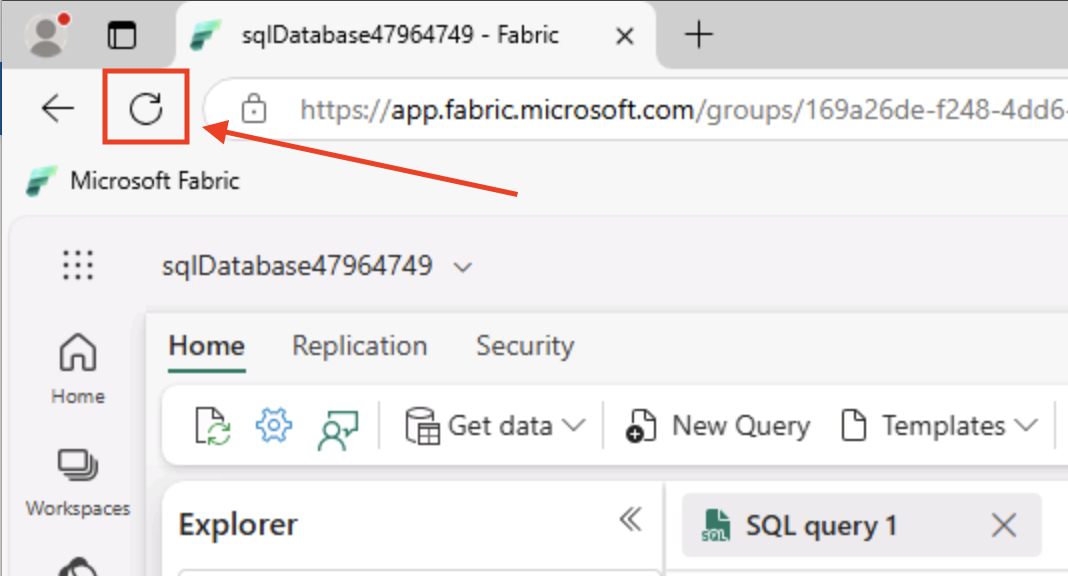 sqlDatabase47964749 - Fabric
https://app.fabric.microsoft.com/groups/169a26de-f248-4dd6-
Microsoft Fabric
sqlDatabase47964749
Home Replication Security
Home
Get data New Query Templates
Workspaces
Explorer
SQL SQL query 1